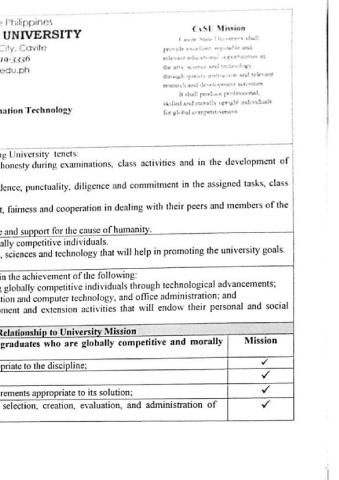 Philippines
UNIVERSITY
City, Cavite
edu.ph
CvSU Mission
Cavite State University shall
provide excellent, equitable and
relevant educational opportunities in
the arts, science and technology
through quality instruction and relevant
research and development activities.
It shall produce professional,
skilled and morally upright individuals
for global competitiveness.
nation Technology
ng University tenets:
honesty during examinations, class activities and in the development of
dence, punctuality, diligence and commitment in the assigned tasks, class
t, fairness and cooperation in dealing with their peers and members of the
e and support for the cause of humanity.
ally competitive individuals.
, sciences and technology that will help in promoting the university goals.
in the achievement of the following:
g globally competitive individuals through technological advancements;
tion and computer technology, and office administration; and
ment and extension activities that will endow their personal and social
Relationship to University Mission
graduates who are globally competitive and morally
Mission
priate to the discipline;
✓
✓
rements appropriate to its solution;
✓
selection, creation, evaluation, and administration of
✓